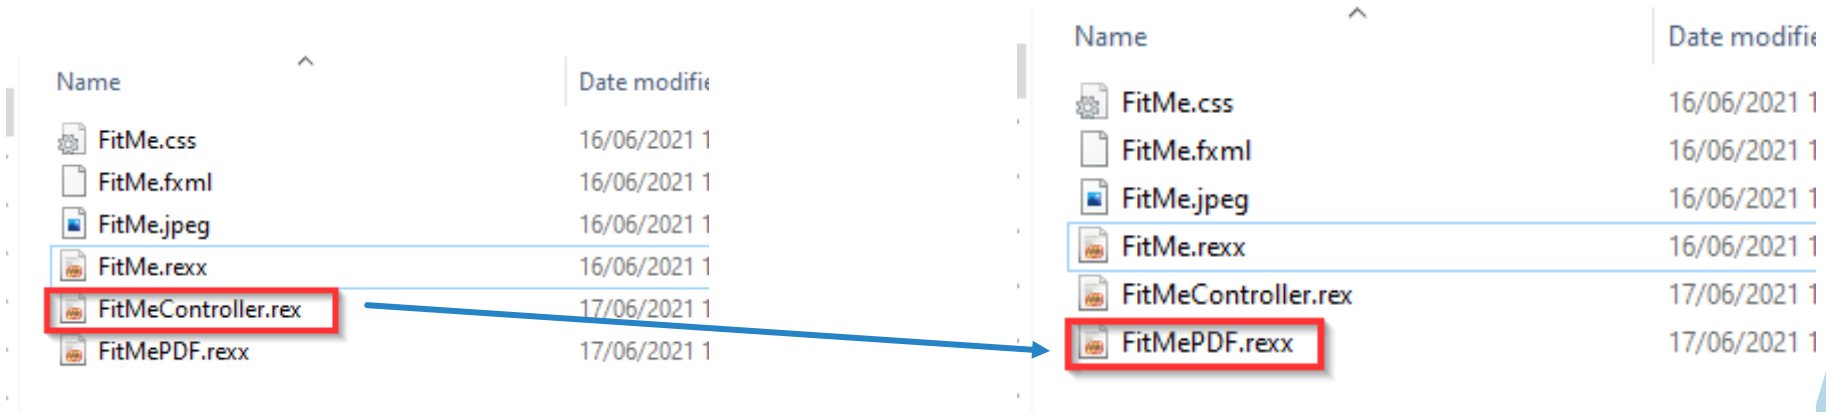 Name Date modifie
FitMe.css 16/06/2021 1
FitMe.fxml 16/06/2021 1
FitMe.jpeg 16/06/2021 1
FitMe.rexx 16/06/2021 1
FitMeController.rex 17/06/2021 1
FitMePDF.rexx 17/06/2021 1
Name Date modifie
FitMe.css 16/06/2021 1
FitMe.fxml 16/06/2021 1
FitMe.jpeg 16/06/2021 1
FitMe.rexx 16/06/2021 1
FitMeController.rex 17/06/2021 1
FitMePDF.rexx 17/06/2021 1